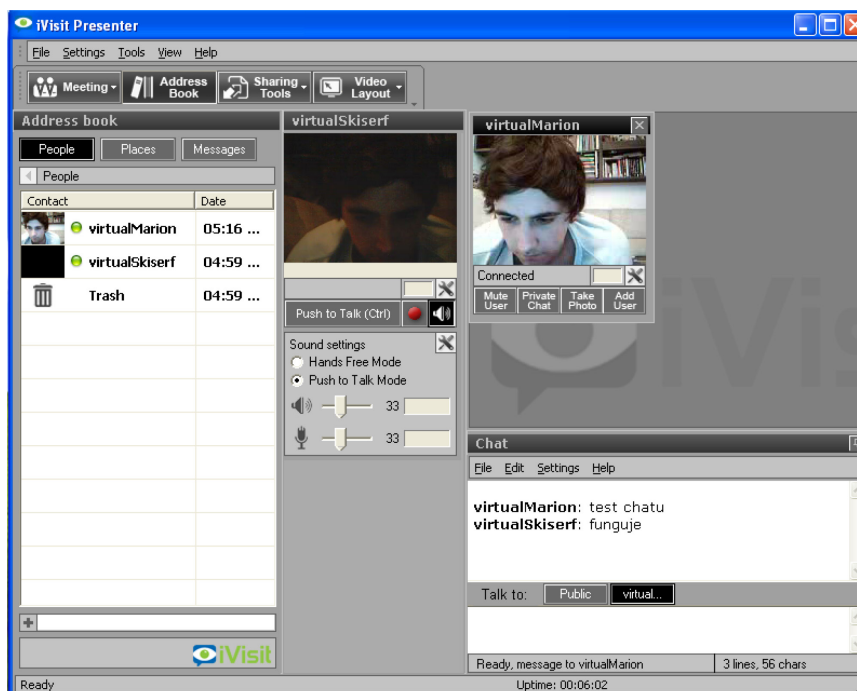 iVisit Presenter
File Settings Tools View Help
Meeting
Address Book
Sharing Tools
Video Layout
Address book
People Places Messages
People
Contact Date
virtualMarion 05:16 ...
virtualSkiserf 04:59 ...
Trash 04:59 ...
iVisit
virtualSkiserf
Push to Talk (Ctrl)
Sound settings
Hands Free Mode
Push to Talk Mode
33
33
virtualMarion
Connected
Mute User
Private Chat
Take Photo
Add User
iVisit
Chat
File Edit Settings Help
virtualMarion: test chatu
virtualSkiserf: funguje
Talk to: Public virtual...
Ready, message to virtualMarion 3 lines, 56 chars
Ready Uptime: 00:06:02